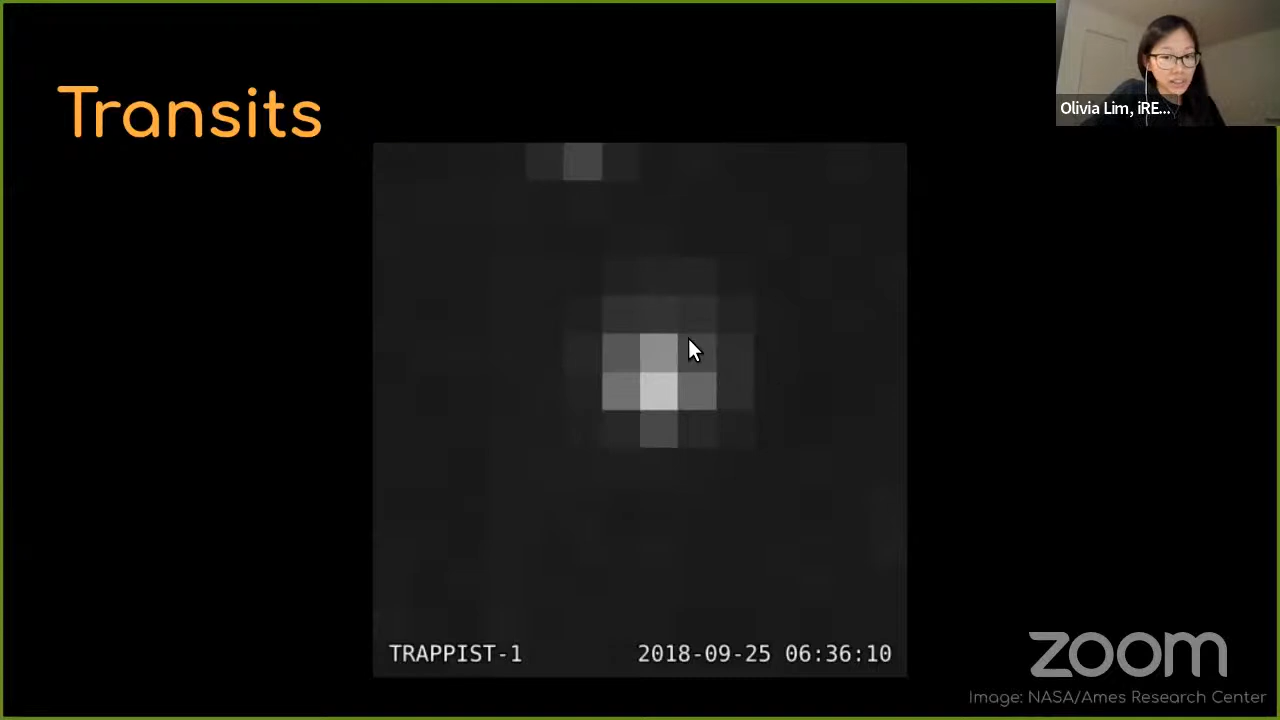 Transits
Olivia Lim, iRE...
TRAPPIST-1 2018-09-25 06:36:10
zoom
Image: NASA/Ames Research Center